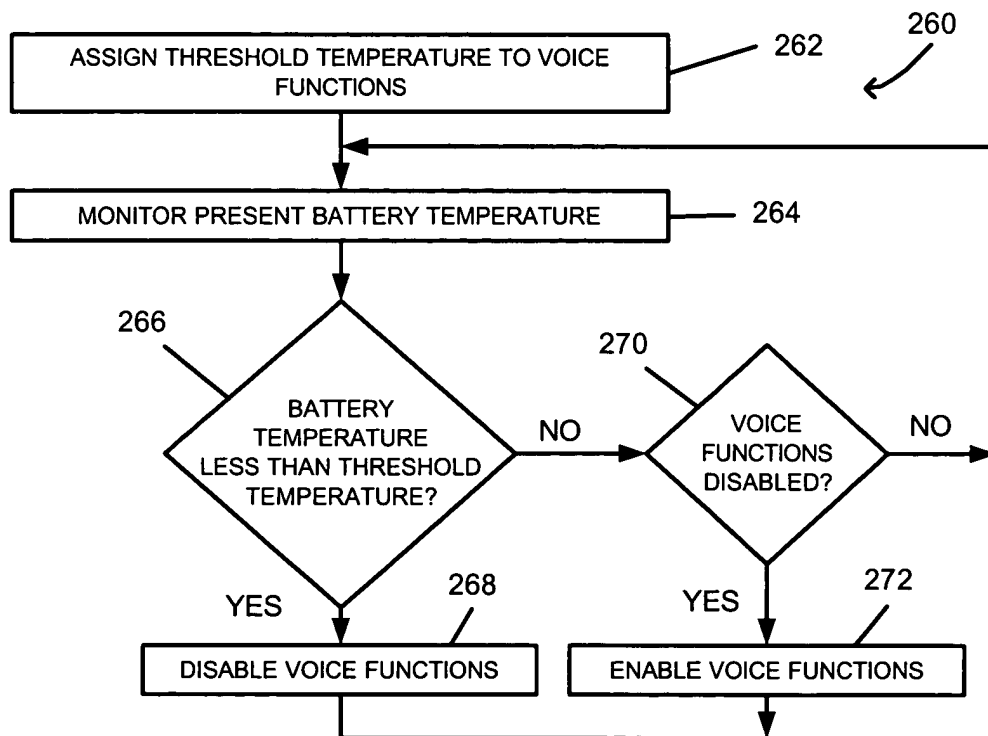 260
ASSIGN THRESHOLD TEMPERATURE TO VOICE
FUNCTIONS
262
MONITOR PRESENT BATTERY TEMPERATURE
264
266
BATTERY
TEMPERATURE
LESS THAN THRESHOLD
TEMPERATURE?
NO
270
VOICE
FUNCTIONS
DISABLED?
NO
YES
268
DISABLE VOICE FUNCTIONS
YES
272
ENABLE VOICE FUNCTIONS